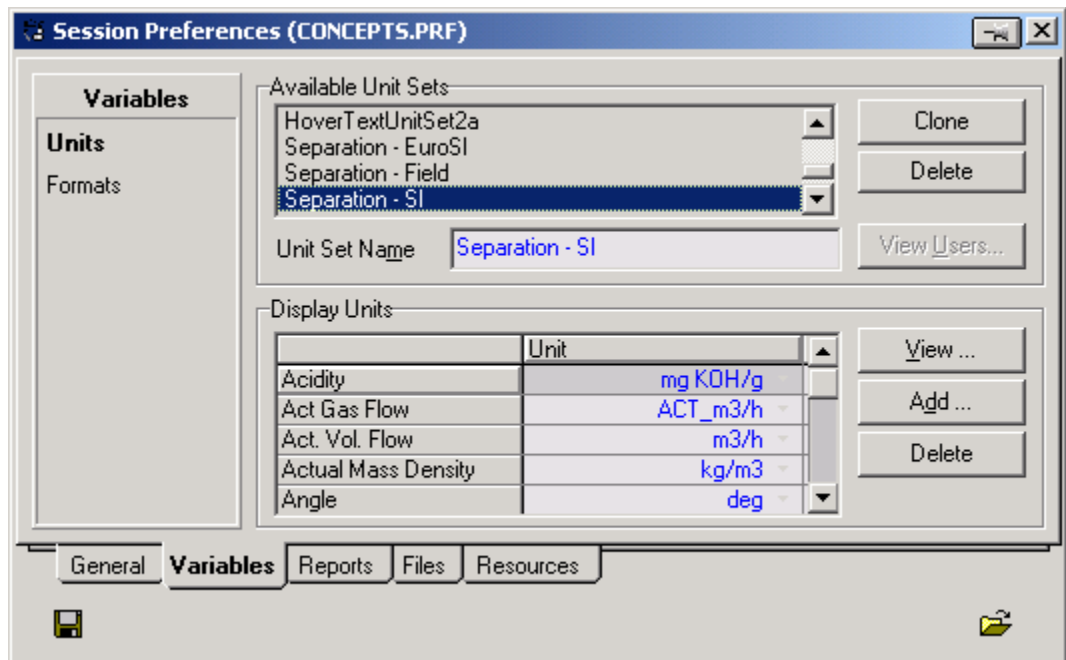 Session Preferences (CONCEPTS.PRF)
Variables
Units
Formats
Available Unit Sets
HoverTextUnitSet2a
Separation - EuroSI
Separation - Field
Separation - SI
Unit Set Name Separation - SI
Clone
Delete
View Users...
Display Units
Unit
Acidity mg KOH/g
Act Gas Flow ACT_m3/h
Act. Vol. Flow m3/h
Actual Mass Density kg/m3
Angle deg
View ...
Add ...
Delete
General Variables Reports Files Resources